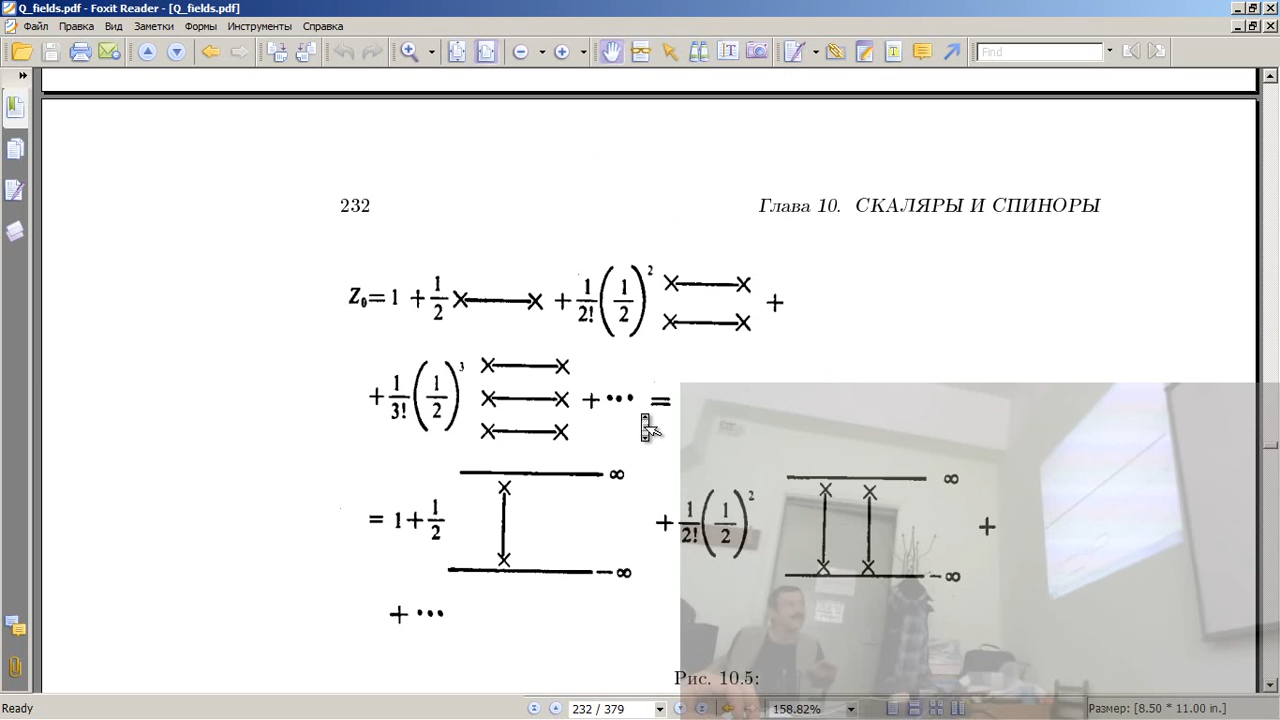 Q_fields.pdf - Foxit Reader - [Q_fields.pdf]
Файл Правка Вид Заметки Формы Инструменты Справка
Find
232 Глава 10. СКАЛЯРЫ И СПИНОРЫ
Z₀ = 1 + 1/2 ×—× + 1/2! (1/2)² ×—× ×—× +
+ 1/3! (1/2)³ ×—× ×—× ×—× + ··· =
= 1 + 1/2 ∞ ×—× −∞ + 1/2! (1/2)² ∞ ×—× ×—× −∞ +
+ ···
Рис. 10.5:
Ready 232 / 379 158.82% Размер: [8.50 * 11.00 in.]